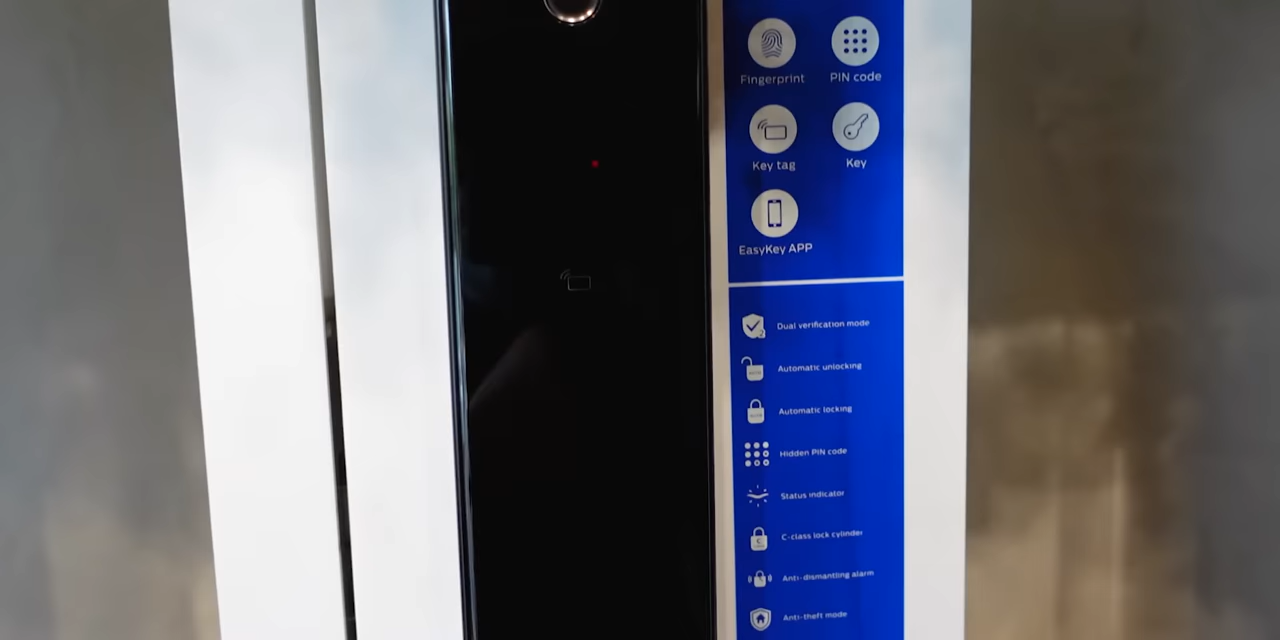 Fingerprint
PIN code
Key tag
Key
EasyKey APP
Dual verification mode
Automatic unlocking
Automatic locking
Hidden PIN code
Status indicator
C-class lock cylinder
Anti-dismantling alarm
Anti-theft mode